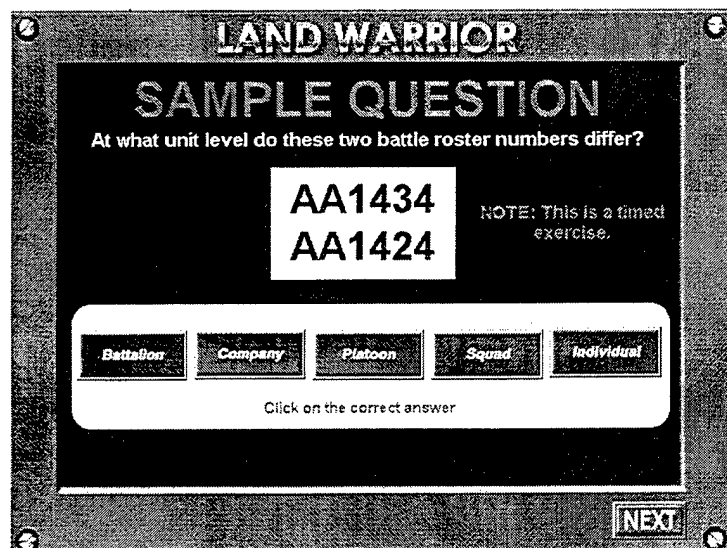 LAND WARRIOR
SAMPLE QUESTION
At what unit level do these two battle roster numbers differ?
AA1434
AA1424
NOTE: This is a timed
exercise.
Battalion
Company
Platoon
Squad
Individual
Click on the correct answer
NEXT